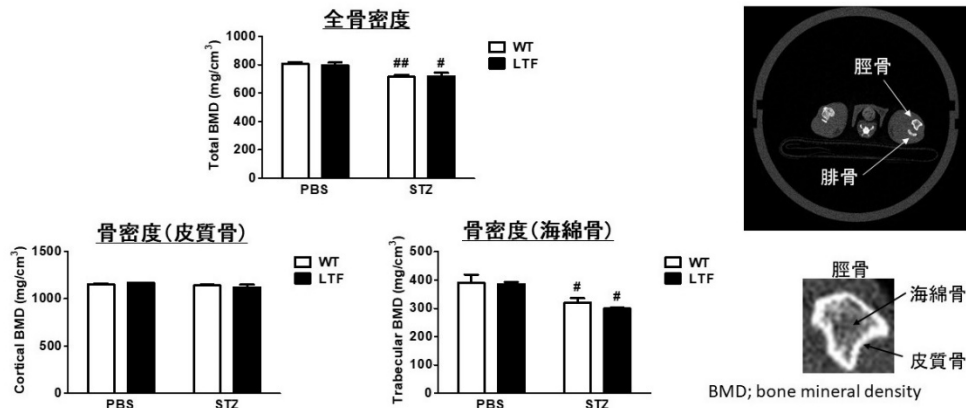 全骨密度
Total BMD (mg/cm3)
1000
800
600
400
200
0
WT
LTF
##
#
PBS
STZ
骨密度(皮質骨)
Cortical BMD (mg/cm3)
1500
1000
500
0
WT
LTF
PBS
STZ
骨密度(海綿骨)
Trabecular BMD (mg/cm3)
500
400
300
200
100
0
WT
LTF
#
#
PBS
STZ
脛骨
腓骨
脛骨
海綿骨
皮質骨
BMD; bone mineral density